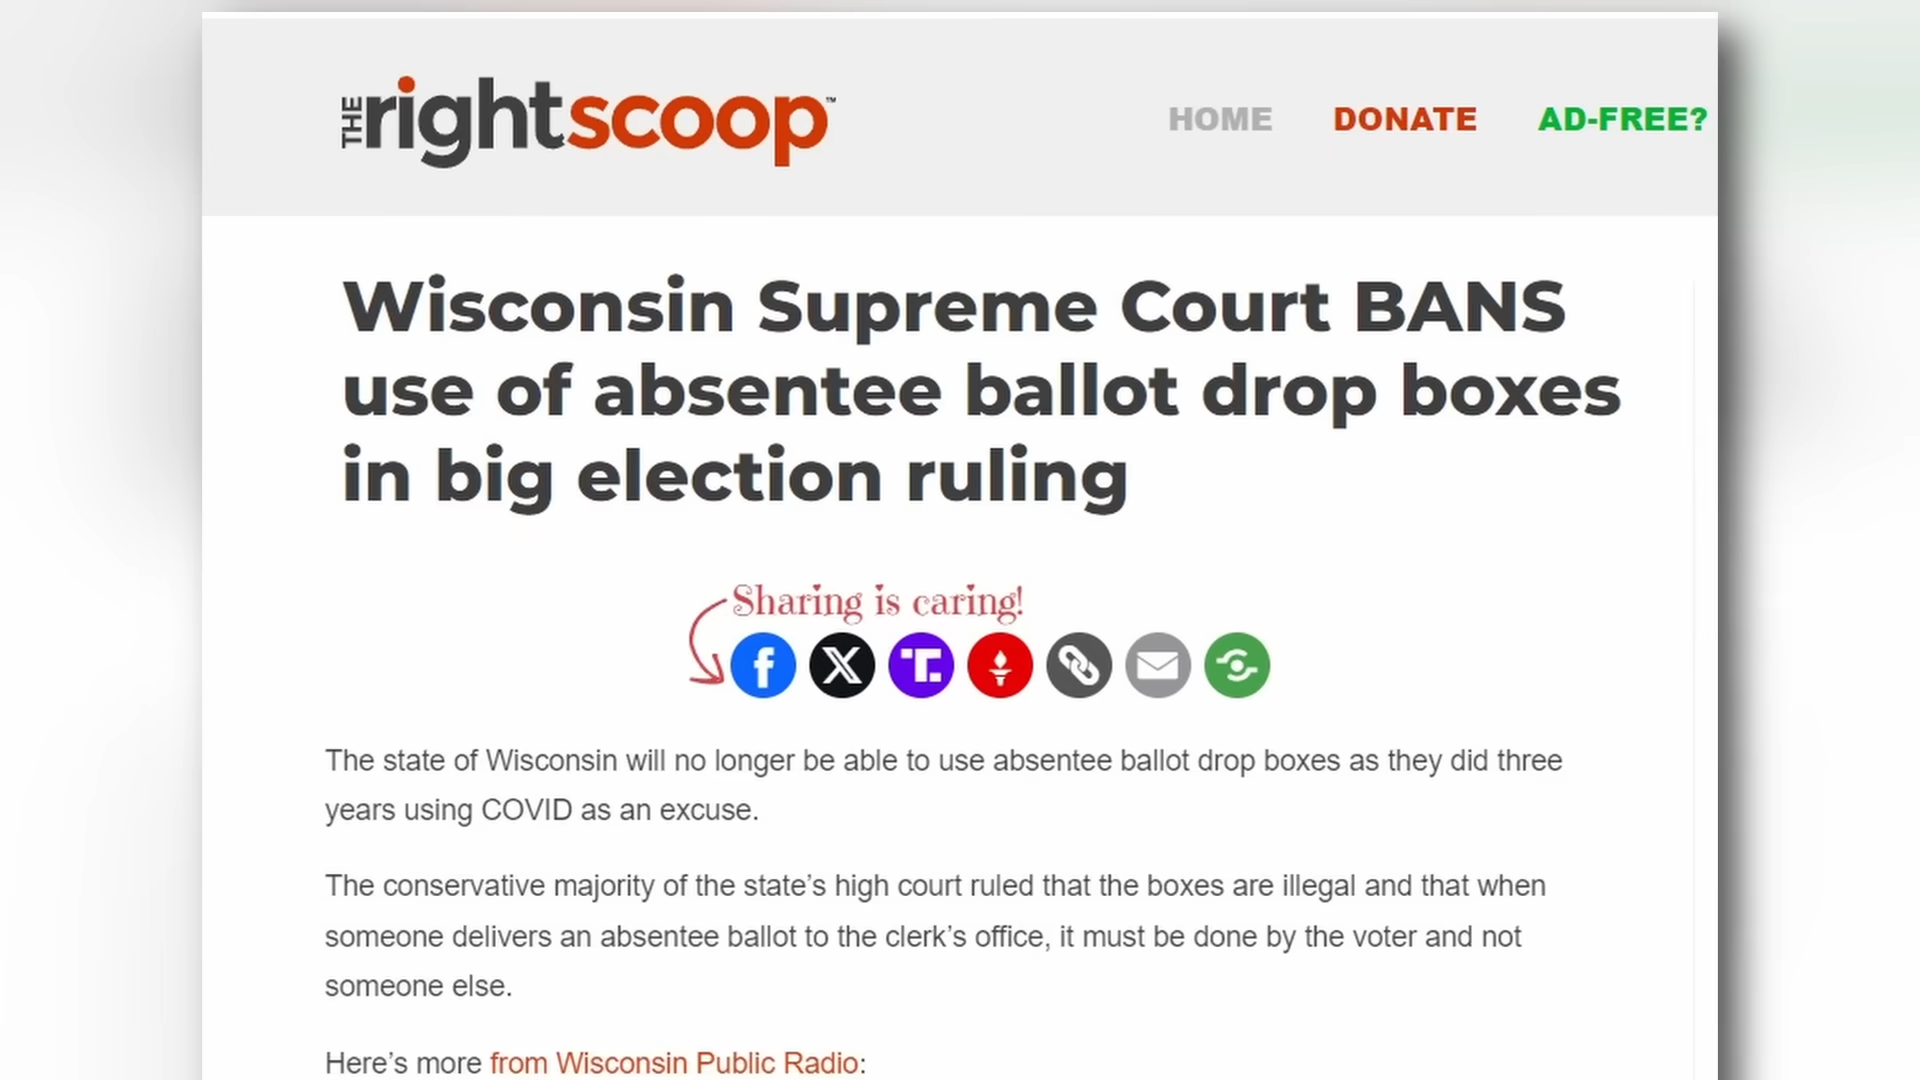 THE rightscoop™
HOME DONATE AD-FREE?
Wisconsin Supreme Court BANS
use of absentee ballot drop boxes
in big election ruling
Sharing is caring!
The state of Wisconsin will no longer be able to use absentee ballot drop boxes as they did three
years using COVID as an excuse.
The conservative majority of the state’s high court ruled that the boxes are illegal and that when
someone delivers an absentee ballot to the clerk’s office, it must be done by the voter and not
someone else.
Here’s more from Wisconsin Public Radio: